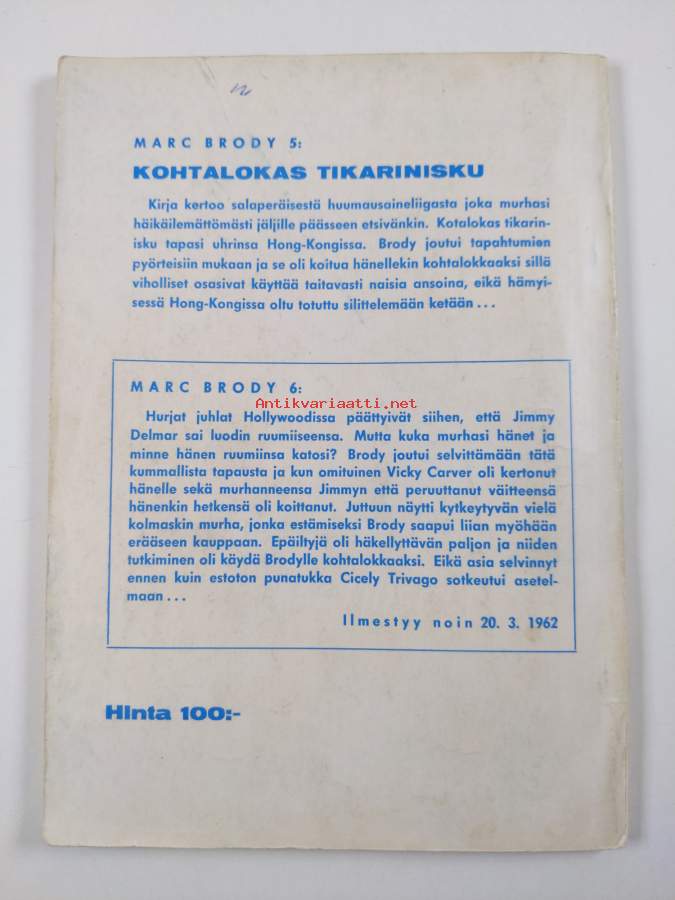 MARC BRODY 5:
KOHTALOKAS TIKARINISKU
Kirja kertoo salaperäisestä huumausaineliigasta joka murhasi
häikäilemättömästi jäljille päässeen etsivänkin. Kotalokas tikarin-
isku tapasi uhrinsa Hong-Kongissa. Brody joutui tapahtumien
pyörteisiin mukaan ja se oli koitua hänellekin kohtalokkaaksi sillä
viholliset osasivat käyttää taitavasti naisia ansoina, eikä hämyi-
sessä Hong-Kongissa oltu totuttu silittelemään ketään...
MARC BRODY 6:
Antikvariaatti.net
Hurjat juhlat Hollywoodissa päättyivät siihen, että Jimmy
Delmar sai luodin ruumiiseensa. Mutta kuka murhasi hänet ja
minne hänen ruumiinsa katosi? Brody joutui selvittämään tätä
kummallista tapausta ja kun omituinen Vicky Carver oli kertonut
hänelle sekä murhanneensa Jimmyn että peruuttanut väitteensä
hänenkin hetkensä oli koittanut. Juttuun näytti kytkeytyvän vielä
kolmaskin murha, jonka estämiseksi Brody saapui liian myöhään
erääseen kauppaan. Epäiltyjä oli häkellyttävän paljon ja niiden
tutkiminen oli käydä Brodylle kohtalokkaaksi. Eikä asia selvinnyt
ennen kuin estoton punatukka Cicely Trivago sotkeutui asetel-
maan...
Ilmestyy noin 20. 3. 1962
Hinta 100:-